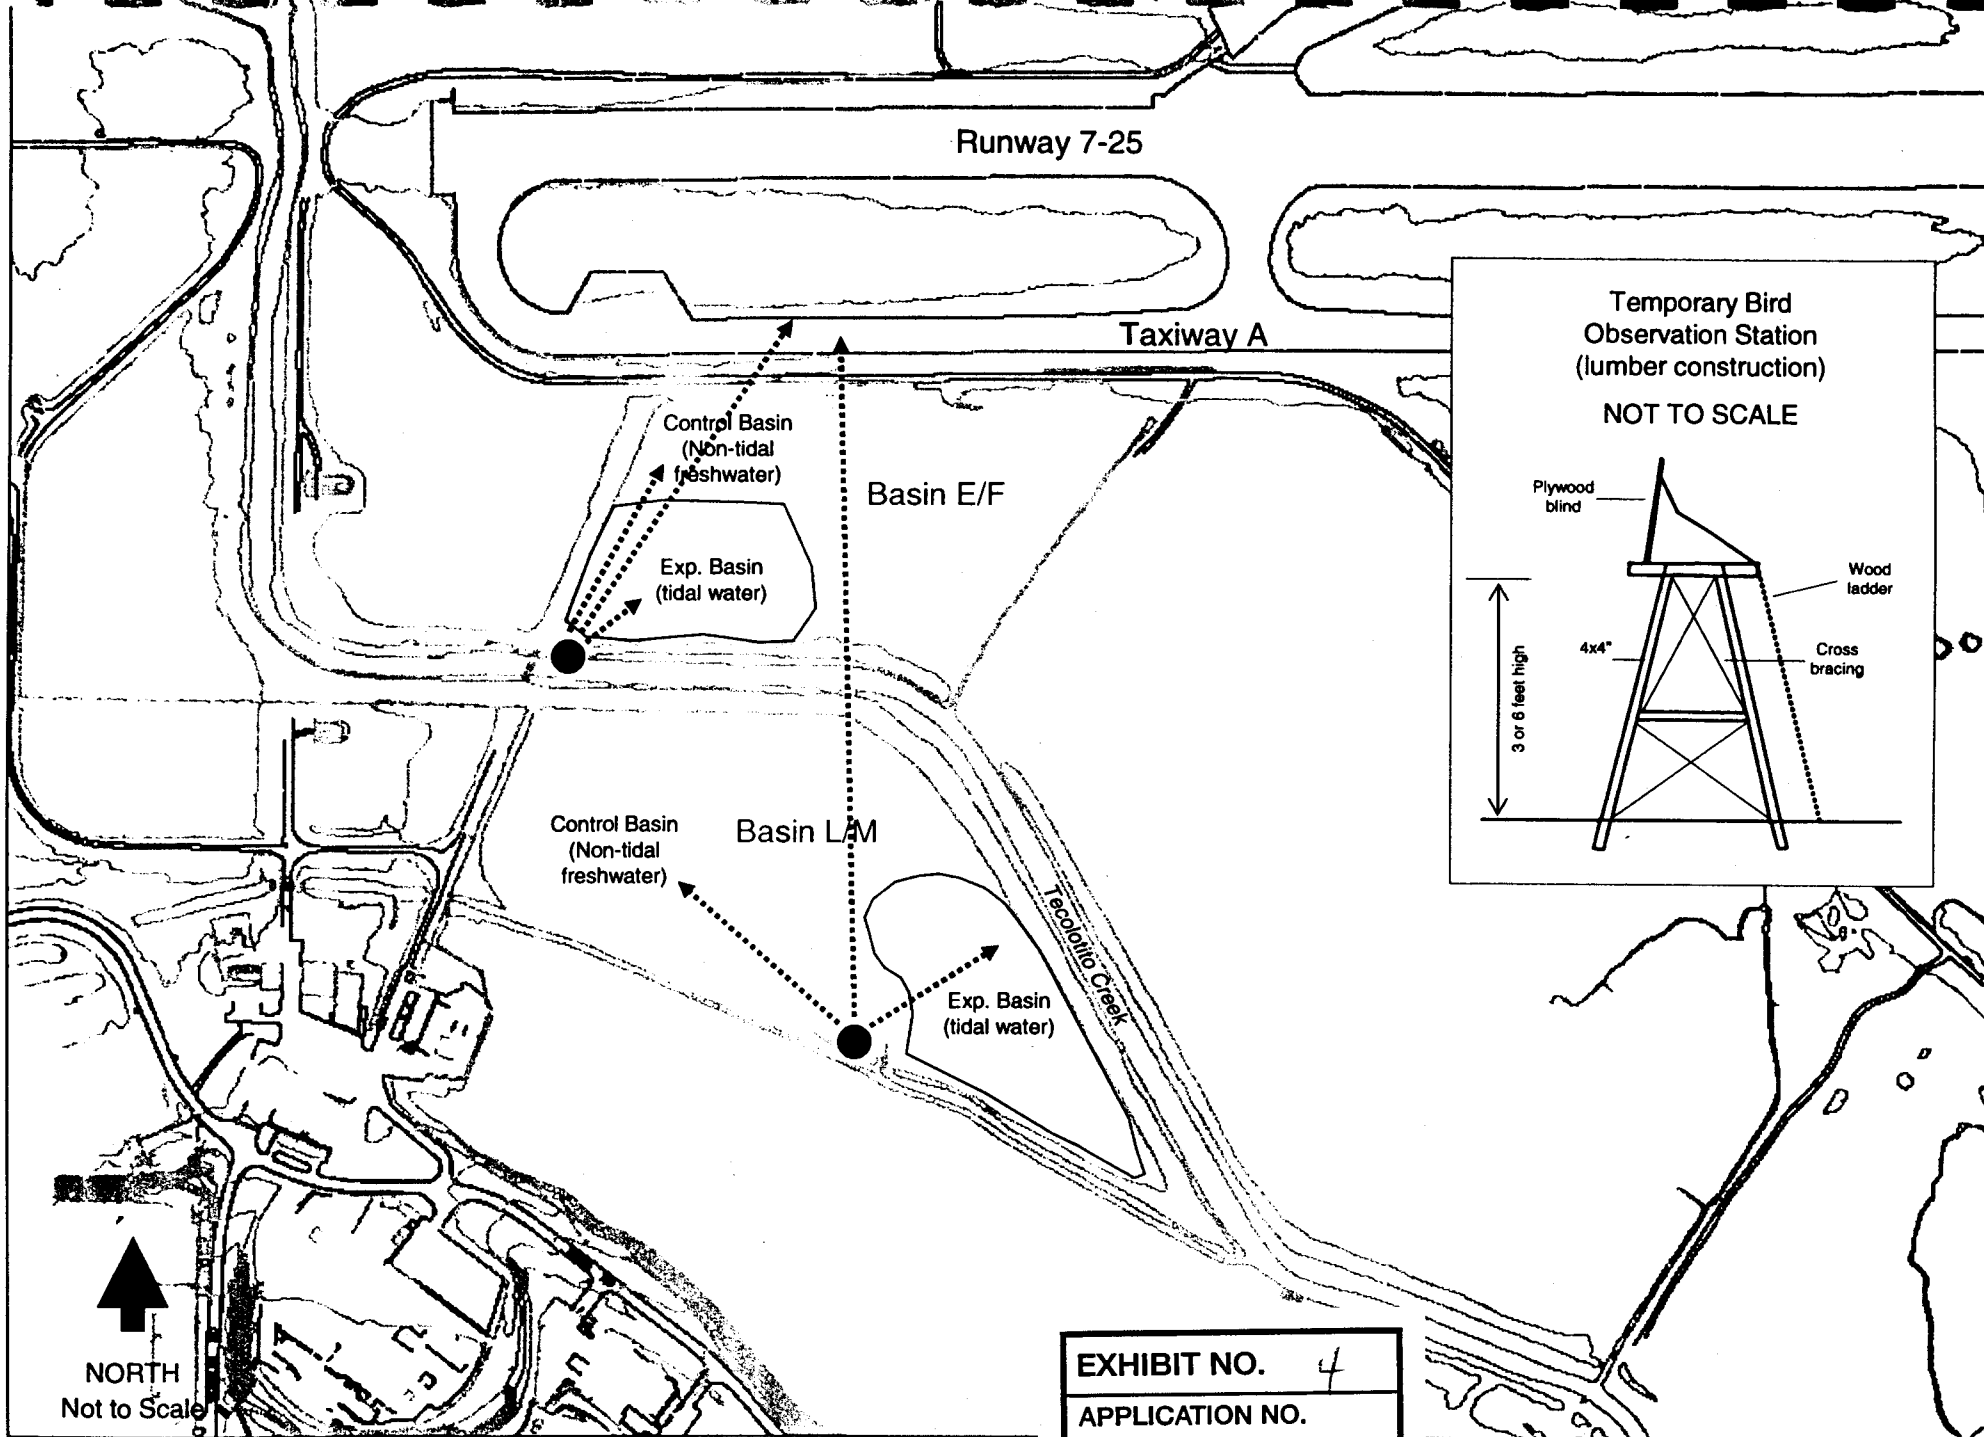 Runway 7-25
Taxiway A
Control Basin
(Non-tidal
freshwater)
Basin E/F
Exp. Basin
(tidal water)
Temporary Bird
Observation Station
(lumber construction)
NOT TO SCALE
Plywood
blind
Wood
ladder
4x4"
Cross
bracing
3 or 6 feet high
Control Basin
(Non-tidal
freshwater)
Basin L/M
Tecolotito Creek
Exp. Basin
(tidal water)
NORTH
Not to Scale
EXHIBIT NO. 4
APPLICATION NO.